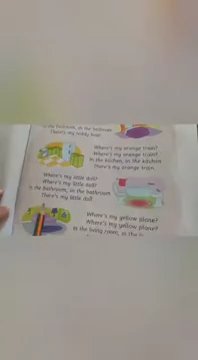 in the bedroom, in the bedroom
There's my teddy bear.
Where's my orange train?
Where's my orange train?
In the kitchen, in the kitchen
There's my orange train.
Where's my little doll?
Where's my little doll?
In the bathroom, in the bathroom
There's my little doll.
Where's my yellow plane?
Where's my yellow plane?
In the living room, in the